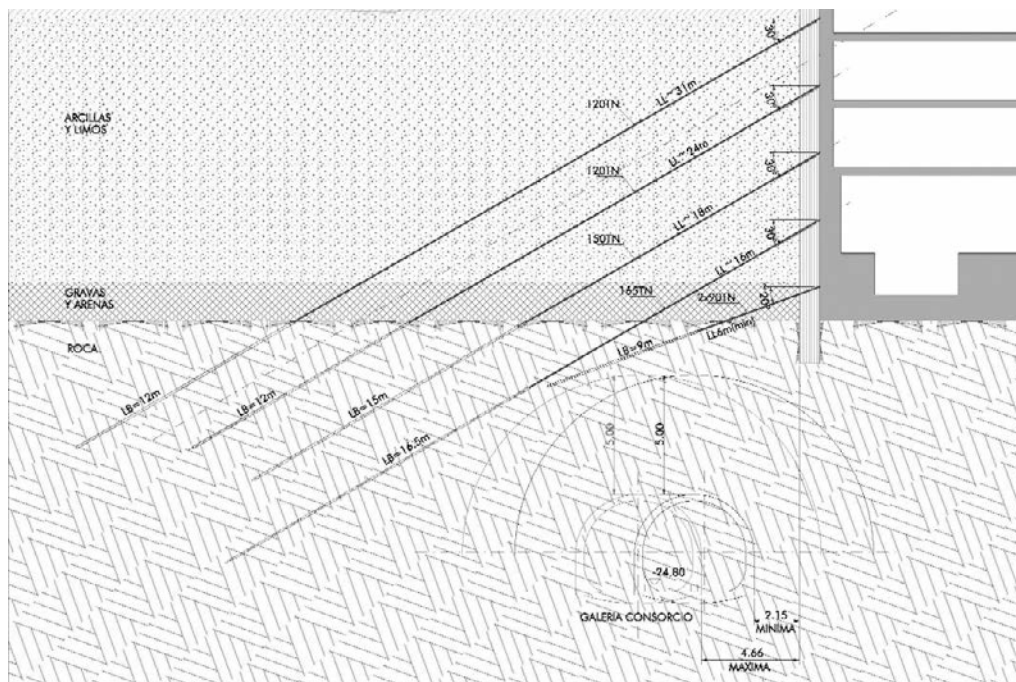 30°
LL~31m
120TN
ARCILLAS
Y LIMOS
30°
LL~24m
120TN
30°
LL~18m
150TN
30°
LL~16m
GRAVAS
Y ARENAS
165TN
2x90TN
20°
LL6m(min)
ROCA
LB=9m
LB=12m
LB=12m
LB=15m
LB=16.5m
5.00
5.00
-24.80
GALERÍA CONSORCIO
2.15
MINIMA
4.66
MAXIMA